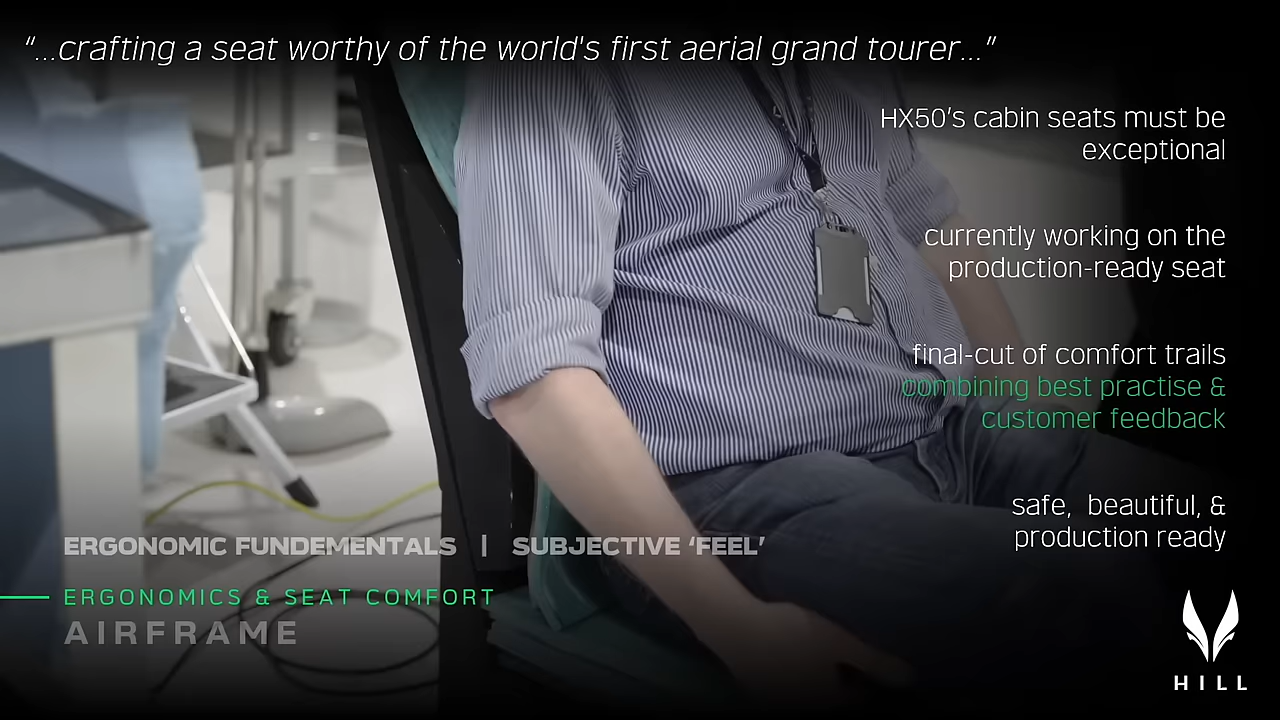 “...crafting a seat worthy of the world's first aerial grand tourer...”
HX50's cabin seats must be
exceptional
currently working on the
production-ready seat
final-cut of comfort trails
combining best practise &
customer feedback
safe,  beautiful, &
production ready
ERGONOMIC FUNDEMENTALS | SUBJECTIVE ‘FEEL’
ERGONOMICS & SEAT COMFORT
AIRFRAME
HILL